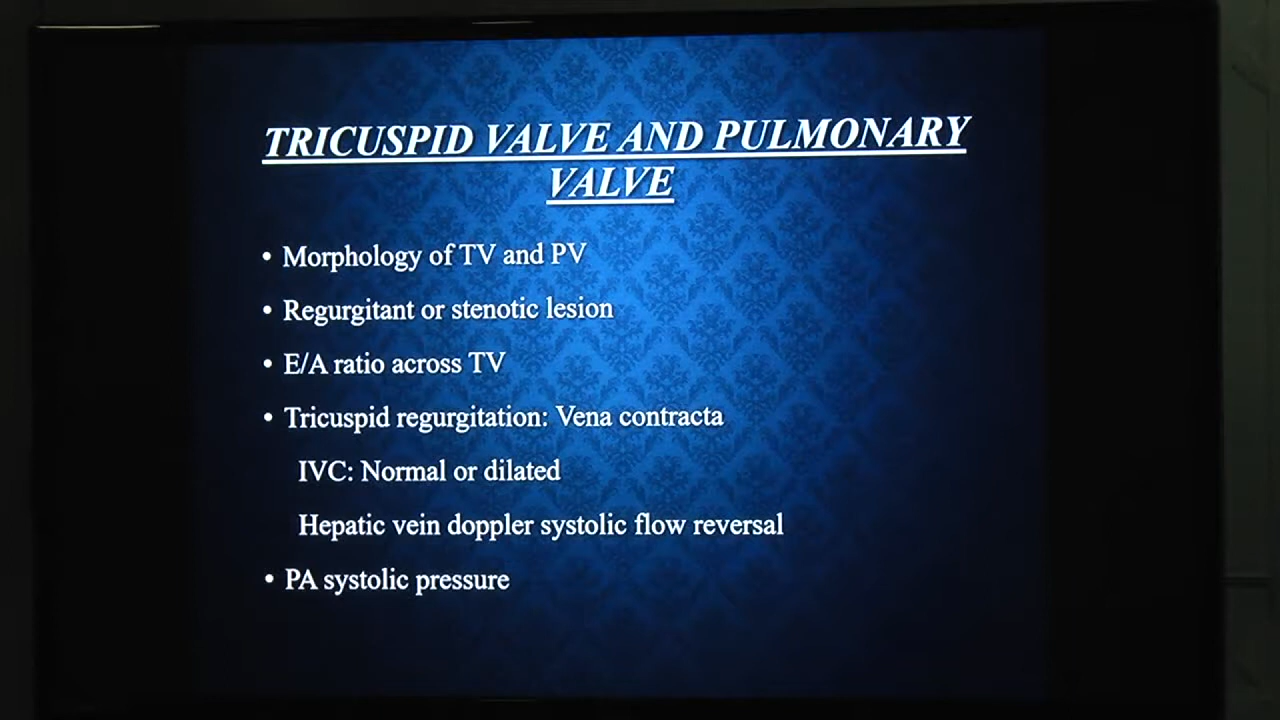 TRICUSPID VALVE AND PULMONARY
VALVE
• Morphology of TV and PV
• Regurgitant or stenotic lesion
• E/A ratio across TV
• Tricuspid regurgitation: Vena contracta
IVC: Normal or dilated
Hepatic vein doppler systolic flow reversal
• PA systolic pressure